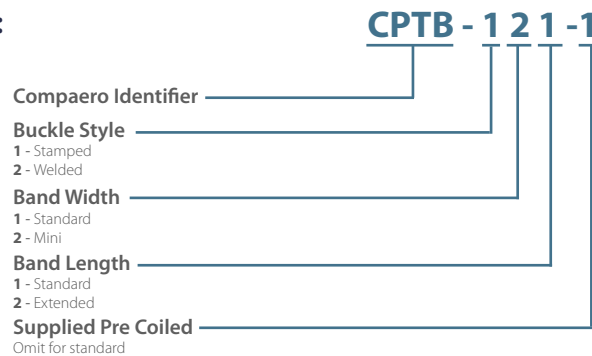 :
CPTB - 1 2 1 -1
Compaero Identifier
Buckle Style
1 - Stamped
2 - Welded
Band Width
1 - Standard
2 - Mini
Band Length
1 - Standard
2 - Extended
Supplied Pre Coiled
Omit for standard